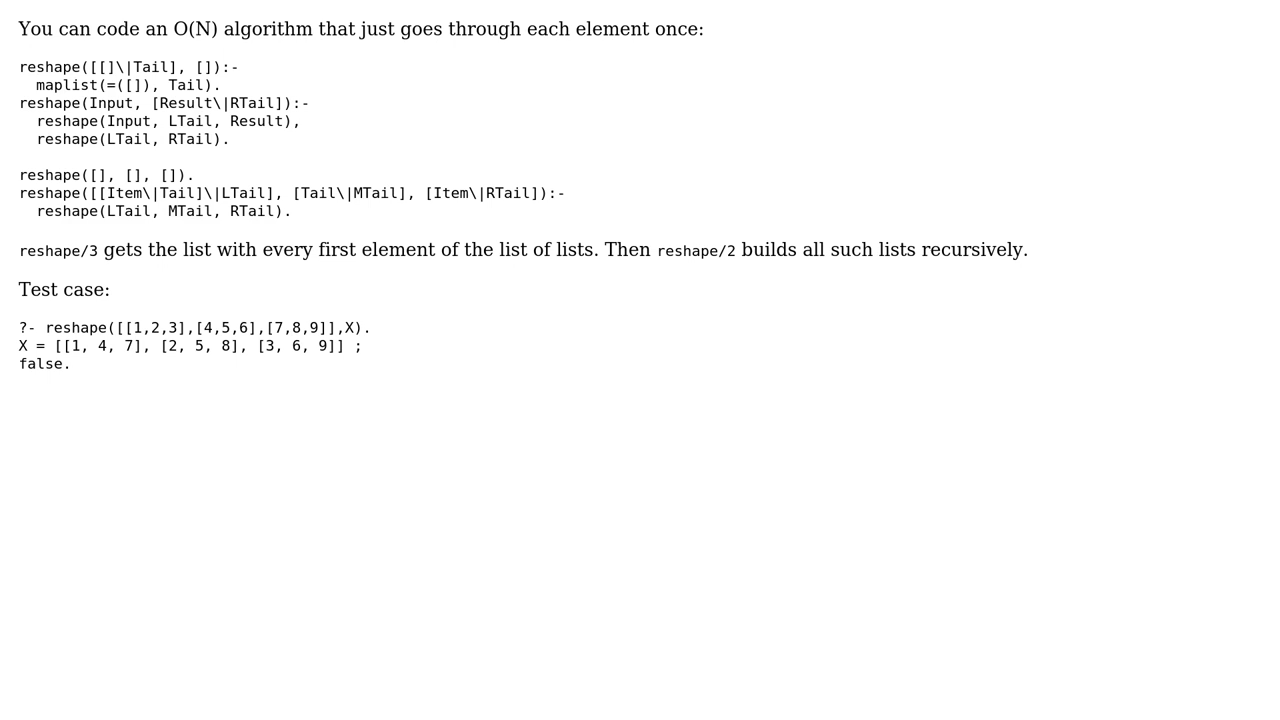 You can code an O(N) algorithm that just goes through each element once:
reshape([[]\|Tail], []):-
  maplist(=([]), Tail).
reshape(Input, [Result\|RTail]):-
  reshape(Input, LTail, Result),
  reshape(LTail, RTail).
reshape([], [], []).
reshape([[Item\|Tail]\|LTail], [Tail\|MTail], [Item\|RTail]):-
  reshape(LTail, MTail, RTail).
reshape/3 gets the list with every first element of the list of lists. Then reshape/2 builds all such lists recursively.
Test case:
?- reshape([[1,2,3],[4,5,6],[7,8,9]],X).
X = [[1, 4, 7], [2, 5, 8], [3, 6, 9]] ;
false.